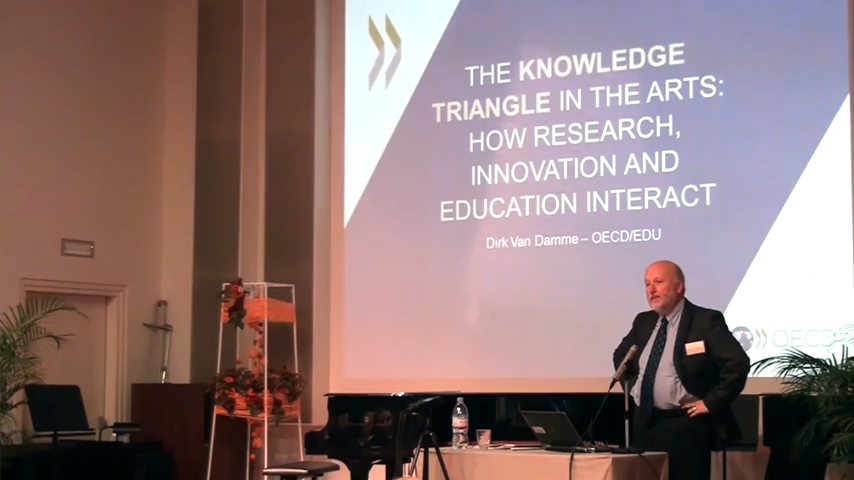 THE KNOWLEDGE
TRIANGLE IN THE ARTS:
HOW RESEARCH,
INNOVATION AND
EDUCATION INTERACT
Dirk Van Damme – OECD/EDU
OECD